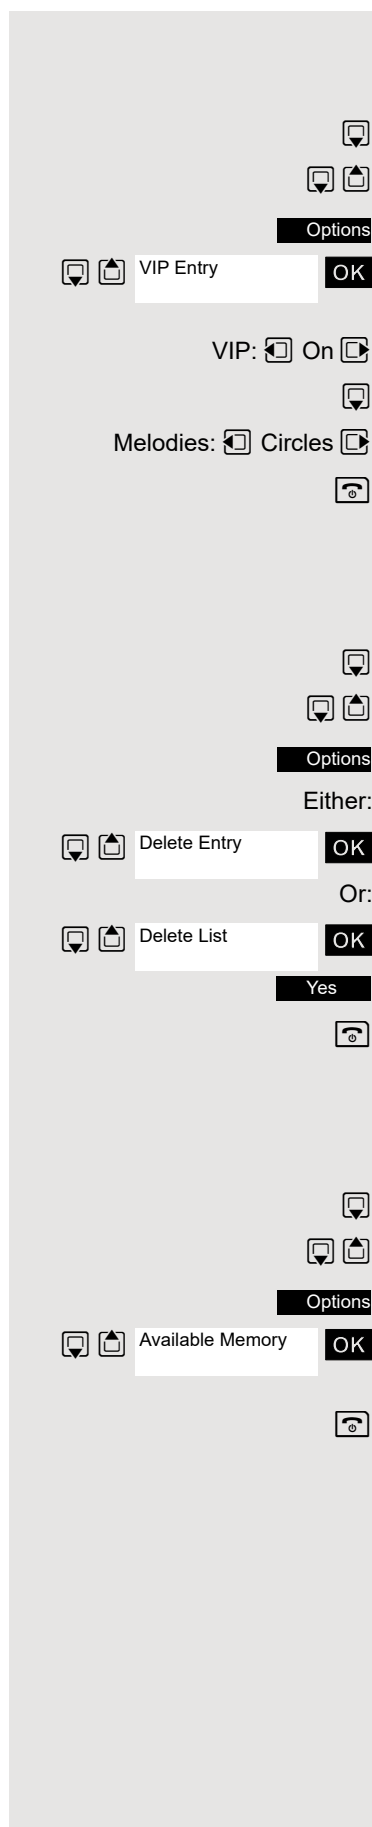 Options
VIP Entry OK
VIP: On
Melodies: Circles
Options
Either:
Delete Entry OK
Or:
Delete List OK
Yes
Options
Available Memory OK